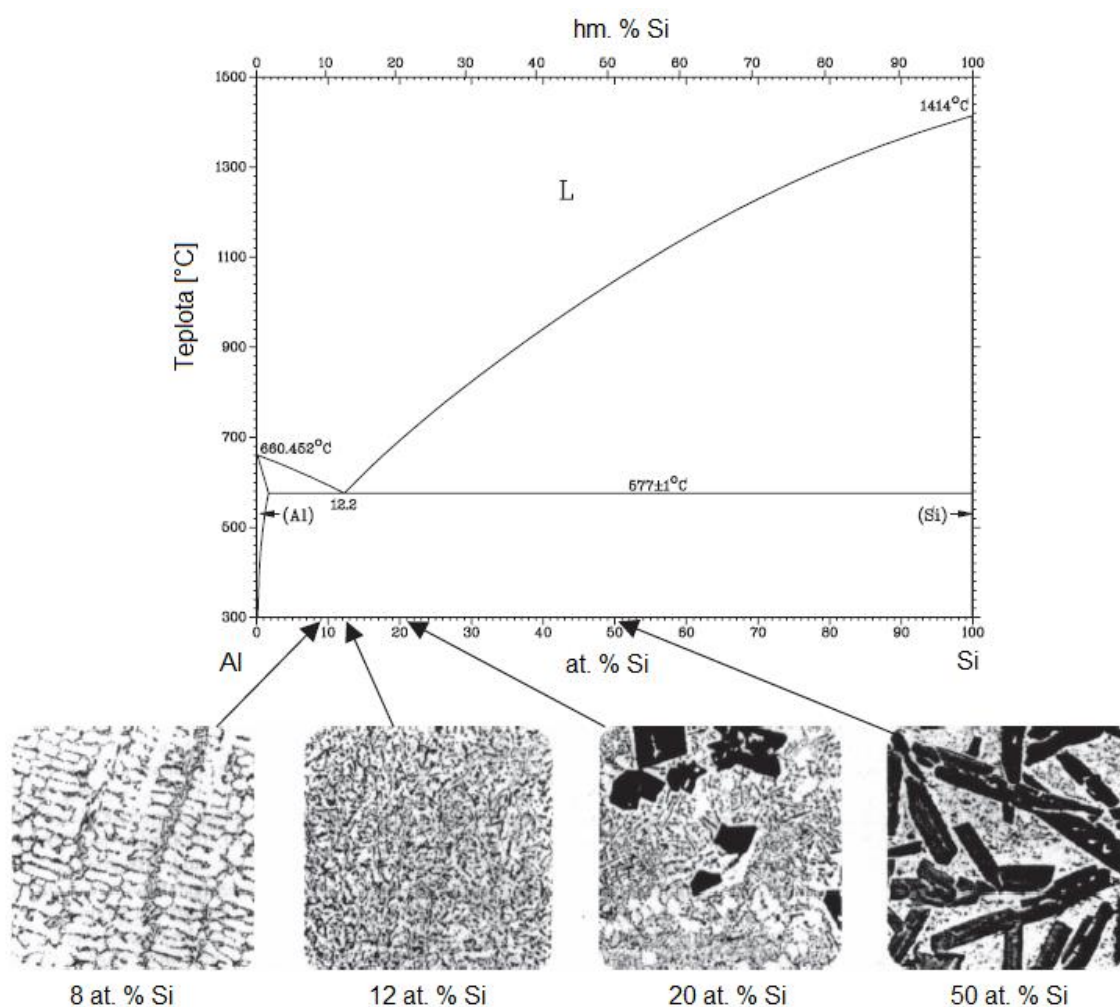 hm. % Si
0 10 20 30 40 50 60 70 80 90 100
1500
1414°C
1300
L
1100
Teplota [°C]
900
700
660.452°C
577±1°C
12.2
(Al) (Si)
500
300
0 10 20 30 40 50 60 70 80 90 100
Al at. % Si Si
8 at. % Si 12 at. % Si 20 at. % Si 50 at. % Si